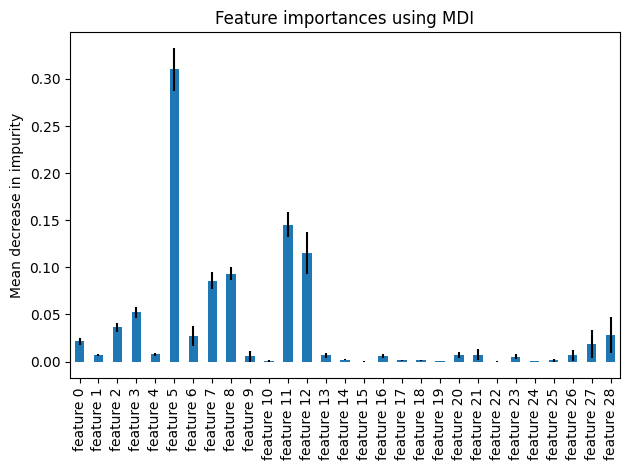 Feature importances using MDI
Mean decrease in impurity
0.30
0.25
0.20
0.15
0.10
0.05
0.00
feature 0
feature 1
feature 2
feature 3
feature 4
feature 5
feature 6
feature 7
feature 8
feature 9
feature 10
feature 11
feature 12
feature 13
feature 14
feature 15
feature 16
feature 17
feature 18
feature 19
feature 20
feature 21
feature 22
feature 23
feature 24
feature 25
feature 26
feature 27
feature 28